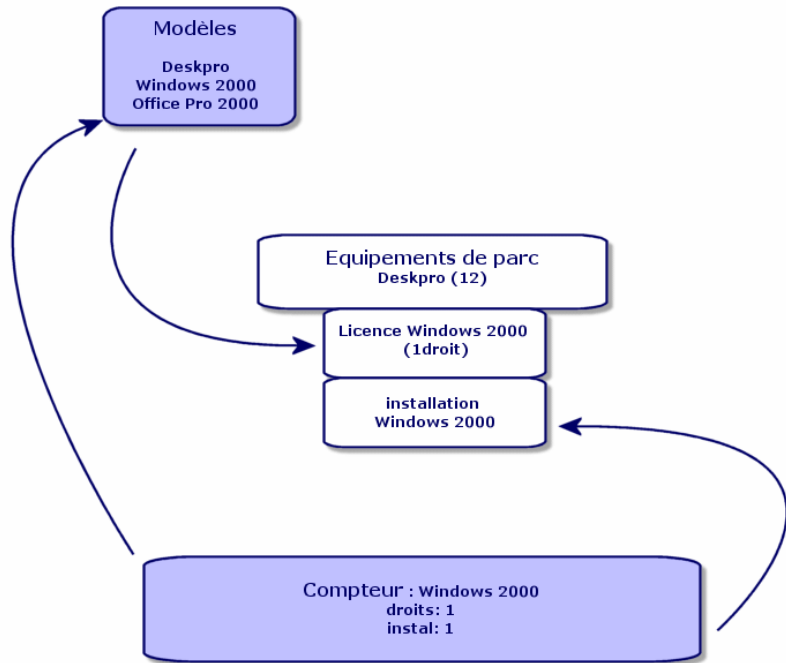 Modèles
Deskpro
Windows 2000
Office Pro 2000
Equipements de parc
Deskpro (12)
Licence Windows 2000
(1droit)
installation
Windows 2000
Compteur : Windows 2000
droits: 1
instal: 1